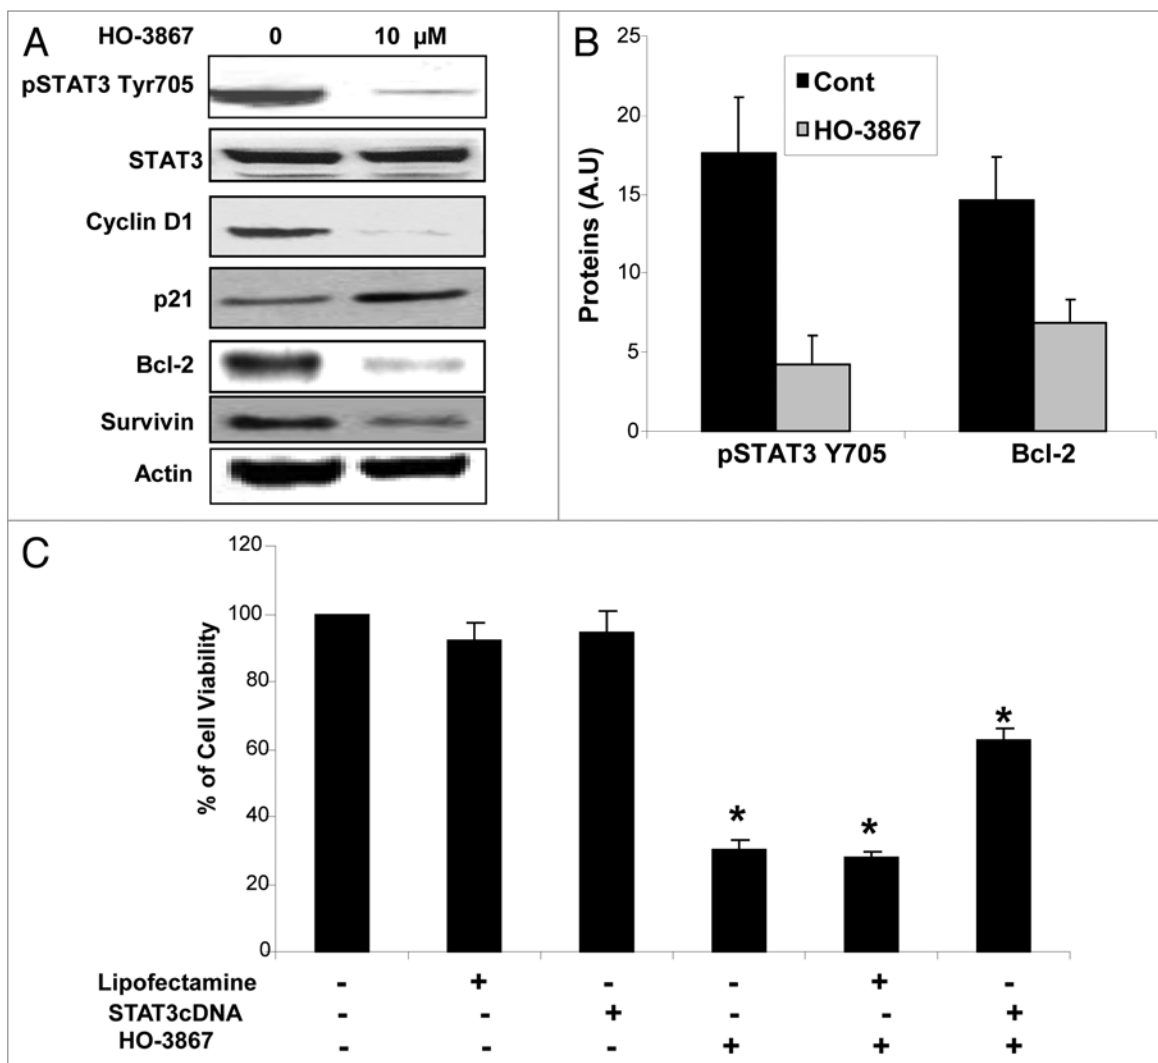 A
HO-3867 0 10 μM
pSTAT3 Tyr705
STAT3
Cyclin D1
p21
Bcl-2
Survivin
Actin
B
Proteins (A.U)
25
20
15
10
5
0
Cont
HO-3867
pSTAT3 Y705 Bcl-2
C
% of Cell Viability
120
100
80
60
40
20
0
* * *
Lipofectamine - + - - + -
STAT3cDNA - - + - - +
HO-3867 - - - + + +